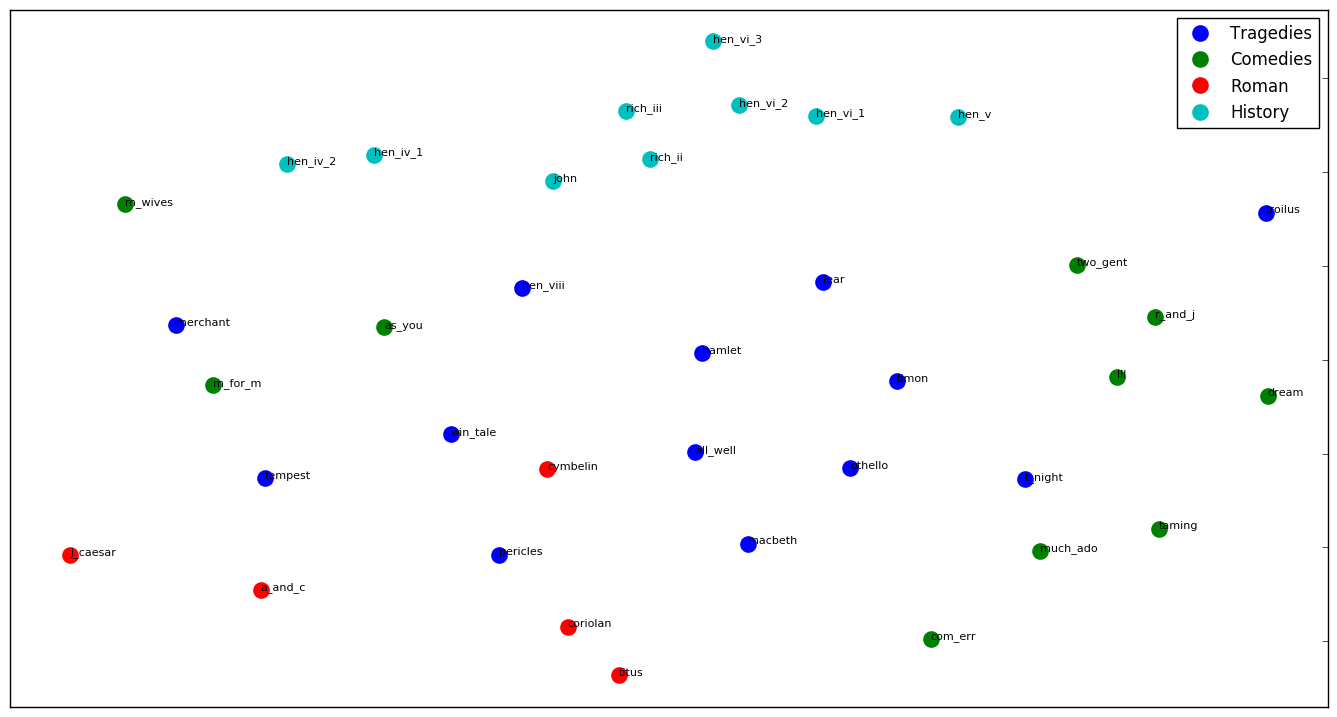 hen_vi_3
Tragedies
Comedies
Roman
History
hen_vi_2
rich_iii
hen_vi_1
hen_v
hen_iv_1
rich_ii
hen_iv_2
john
m_wives
troilus
two_gent
lear
hen_viii
r_and_j
merchant
as_you
hamlet
lll
timon
m_for_m
dream
win_tale
all_well
cymbelin
othello
tempest
t_night
taming
macbeth
much_ado
j_caesar
pericles
a_and_c
coriolan
com_err
titus